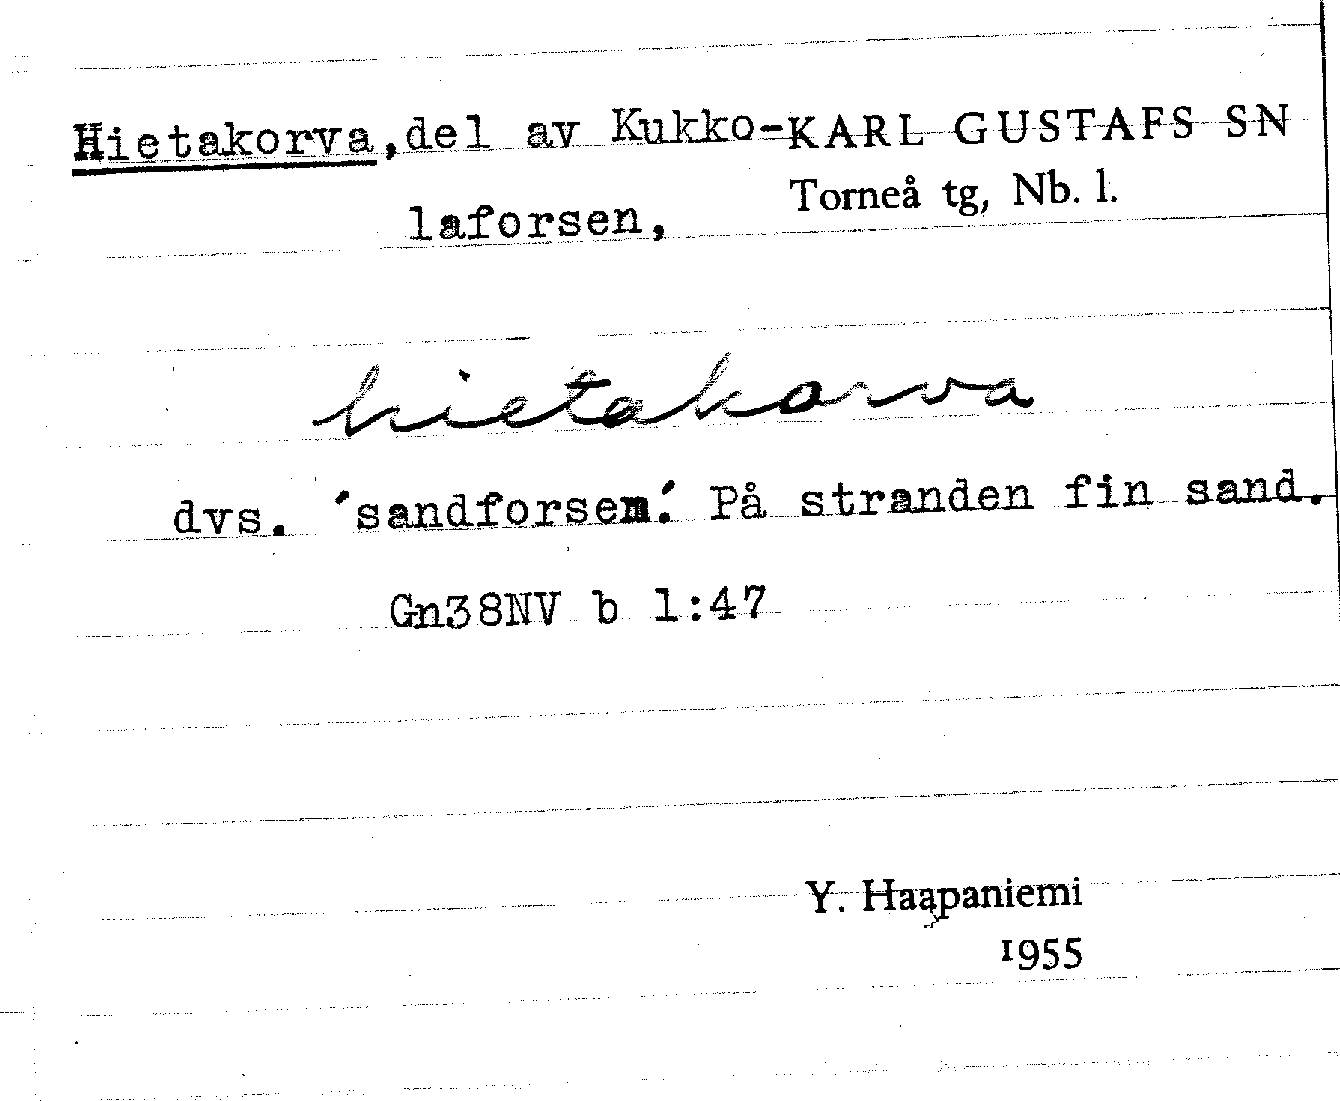 Hietakorva, del av Kukko- KARL GUSTAFS SN
laforsen, Torneå tg, Nb. l.
hietakorva
dvs. 'sandforsen'. På stranden fin sand.
Gn38NV b 1:47
Y. Haapaniemi
1955